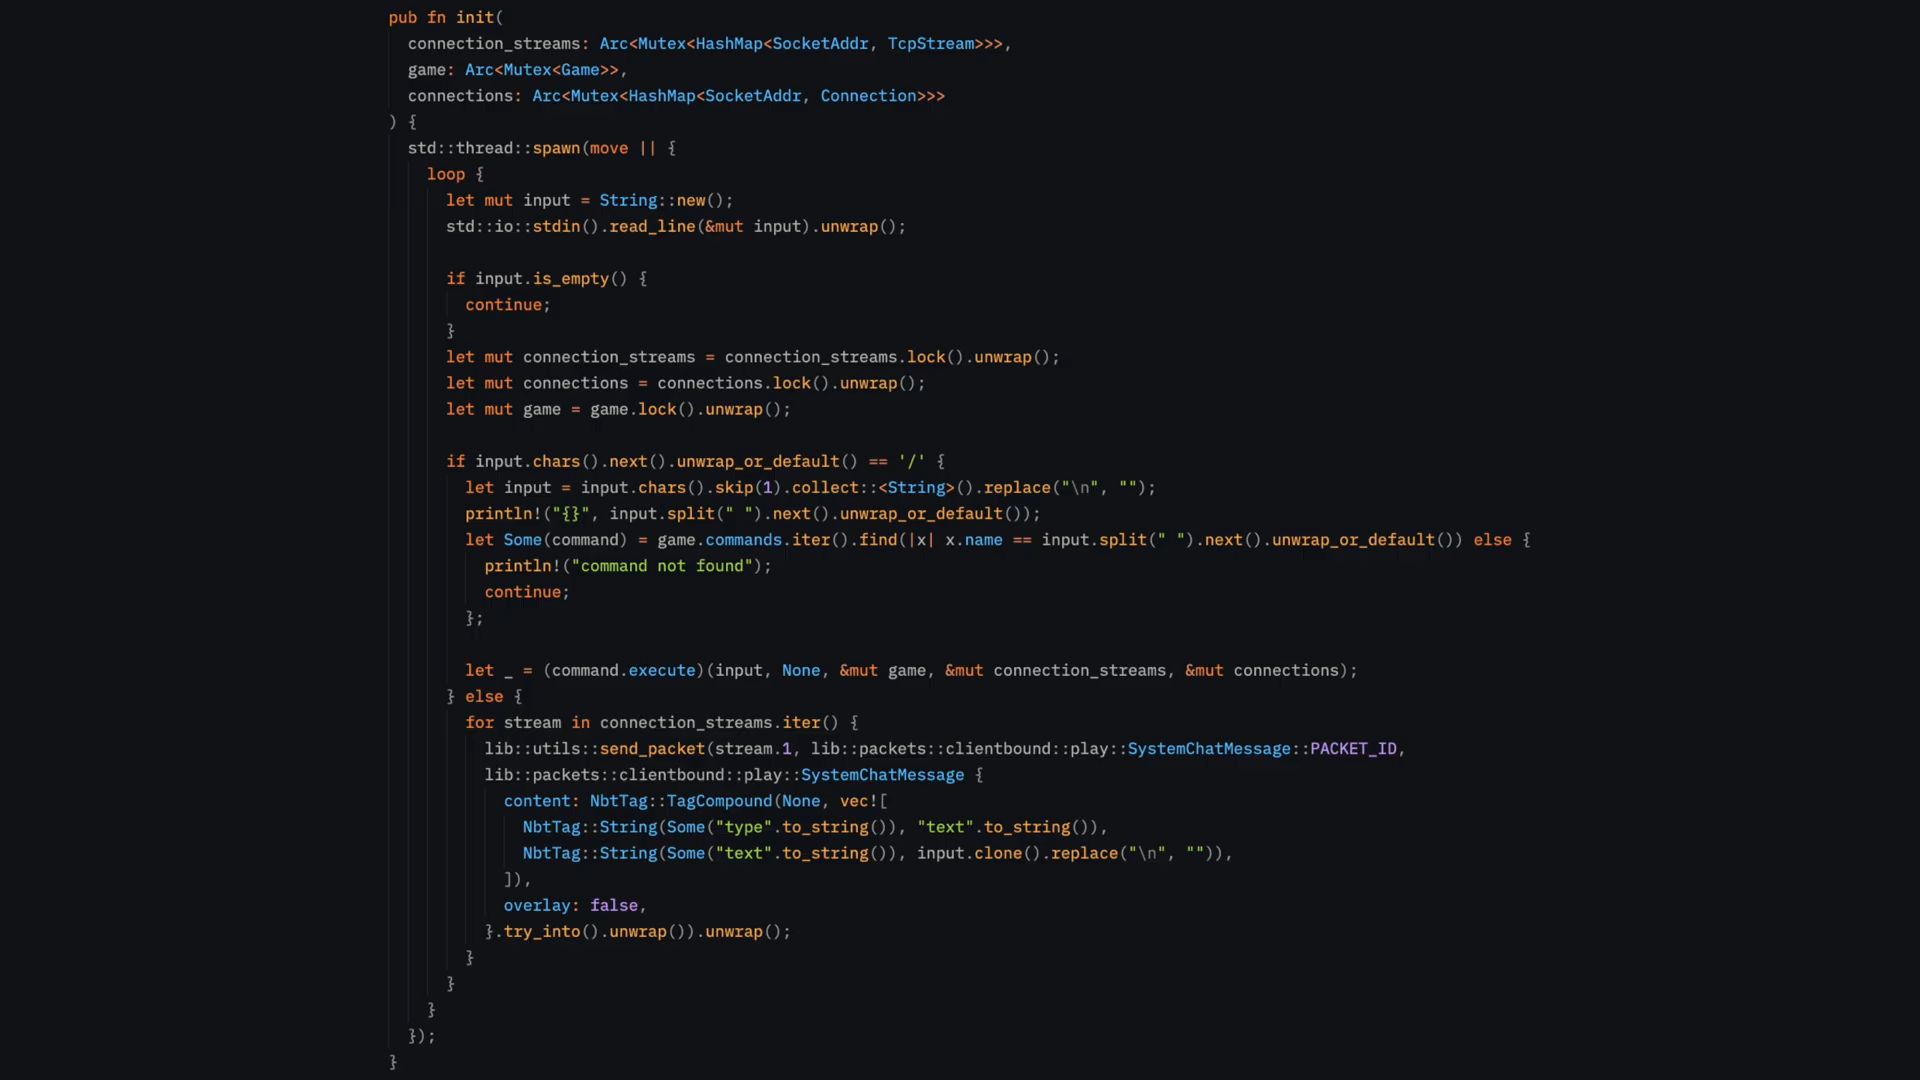 pub fn init(
  connection_streams: Arc<Mutex<HashMap<SocketAddr, TcpStream>>>,
  game: Arc<Mutex<Game>>,
  connections: Arc<Mutex<HashMap<SocketAddr, Connection>>>
) {
  std::thread::spawn(move || {
    loop {
      let mut input = String::new();
      std::io::stdin().read_line(&mut input).unwrap();

      if input.is_empty() {
        continue;
      }
      let mut connection_streams = connection_streams.lock().unwrap();
      let mut connections = connections.lock().unwrap();
      let mut game = game.lock().unwrap();

      if input.chars().next().unwrap_or_default() == '/' {
        let input = input.chars().skip(1).collect::<String>().replace("\n", "");
        println!("{}", input.split(" ").next().unwrap_or_default());
        let Some(command) = game.commands.iter().find(|x| x.name == input.split(" ").next().unwrap_or_default()) else {
          println!("command not found");
          continue;
        };

        let _ = (command.execute)(input, None, &mut game, &mut connection_streams, &mut connections);
      } else {
        for stream in connection_streams.iter() {
          lib::utils::send_packet(stream.1, lib::packets::clientbound::play::SystemChatMessage::PACKET_ID,
          lib::packets::clientbound::play::SystemChatMessage {
            content: NbtTag::TagCompound(None, vec![
              NbtTag::String(Some("type".to_string()), "text".to_string()),
              NbtTag::String(Some("text".to_string()), input.clone().replace("\n", "")),
            ]),
            overlay: false,
          }.try_into().unwrap()).unwrap();
        }
      }
    }
  });
}